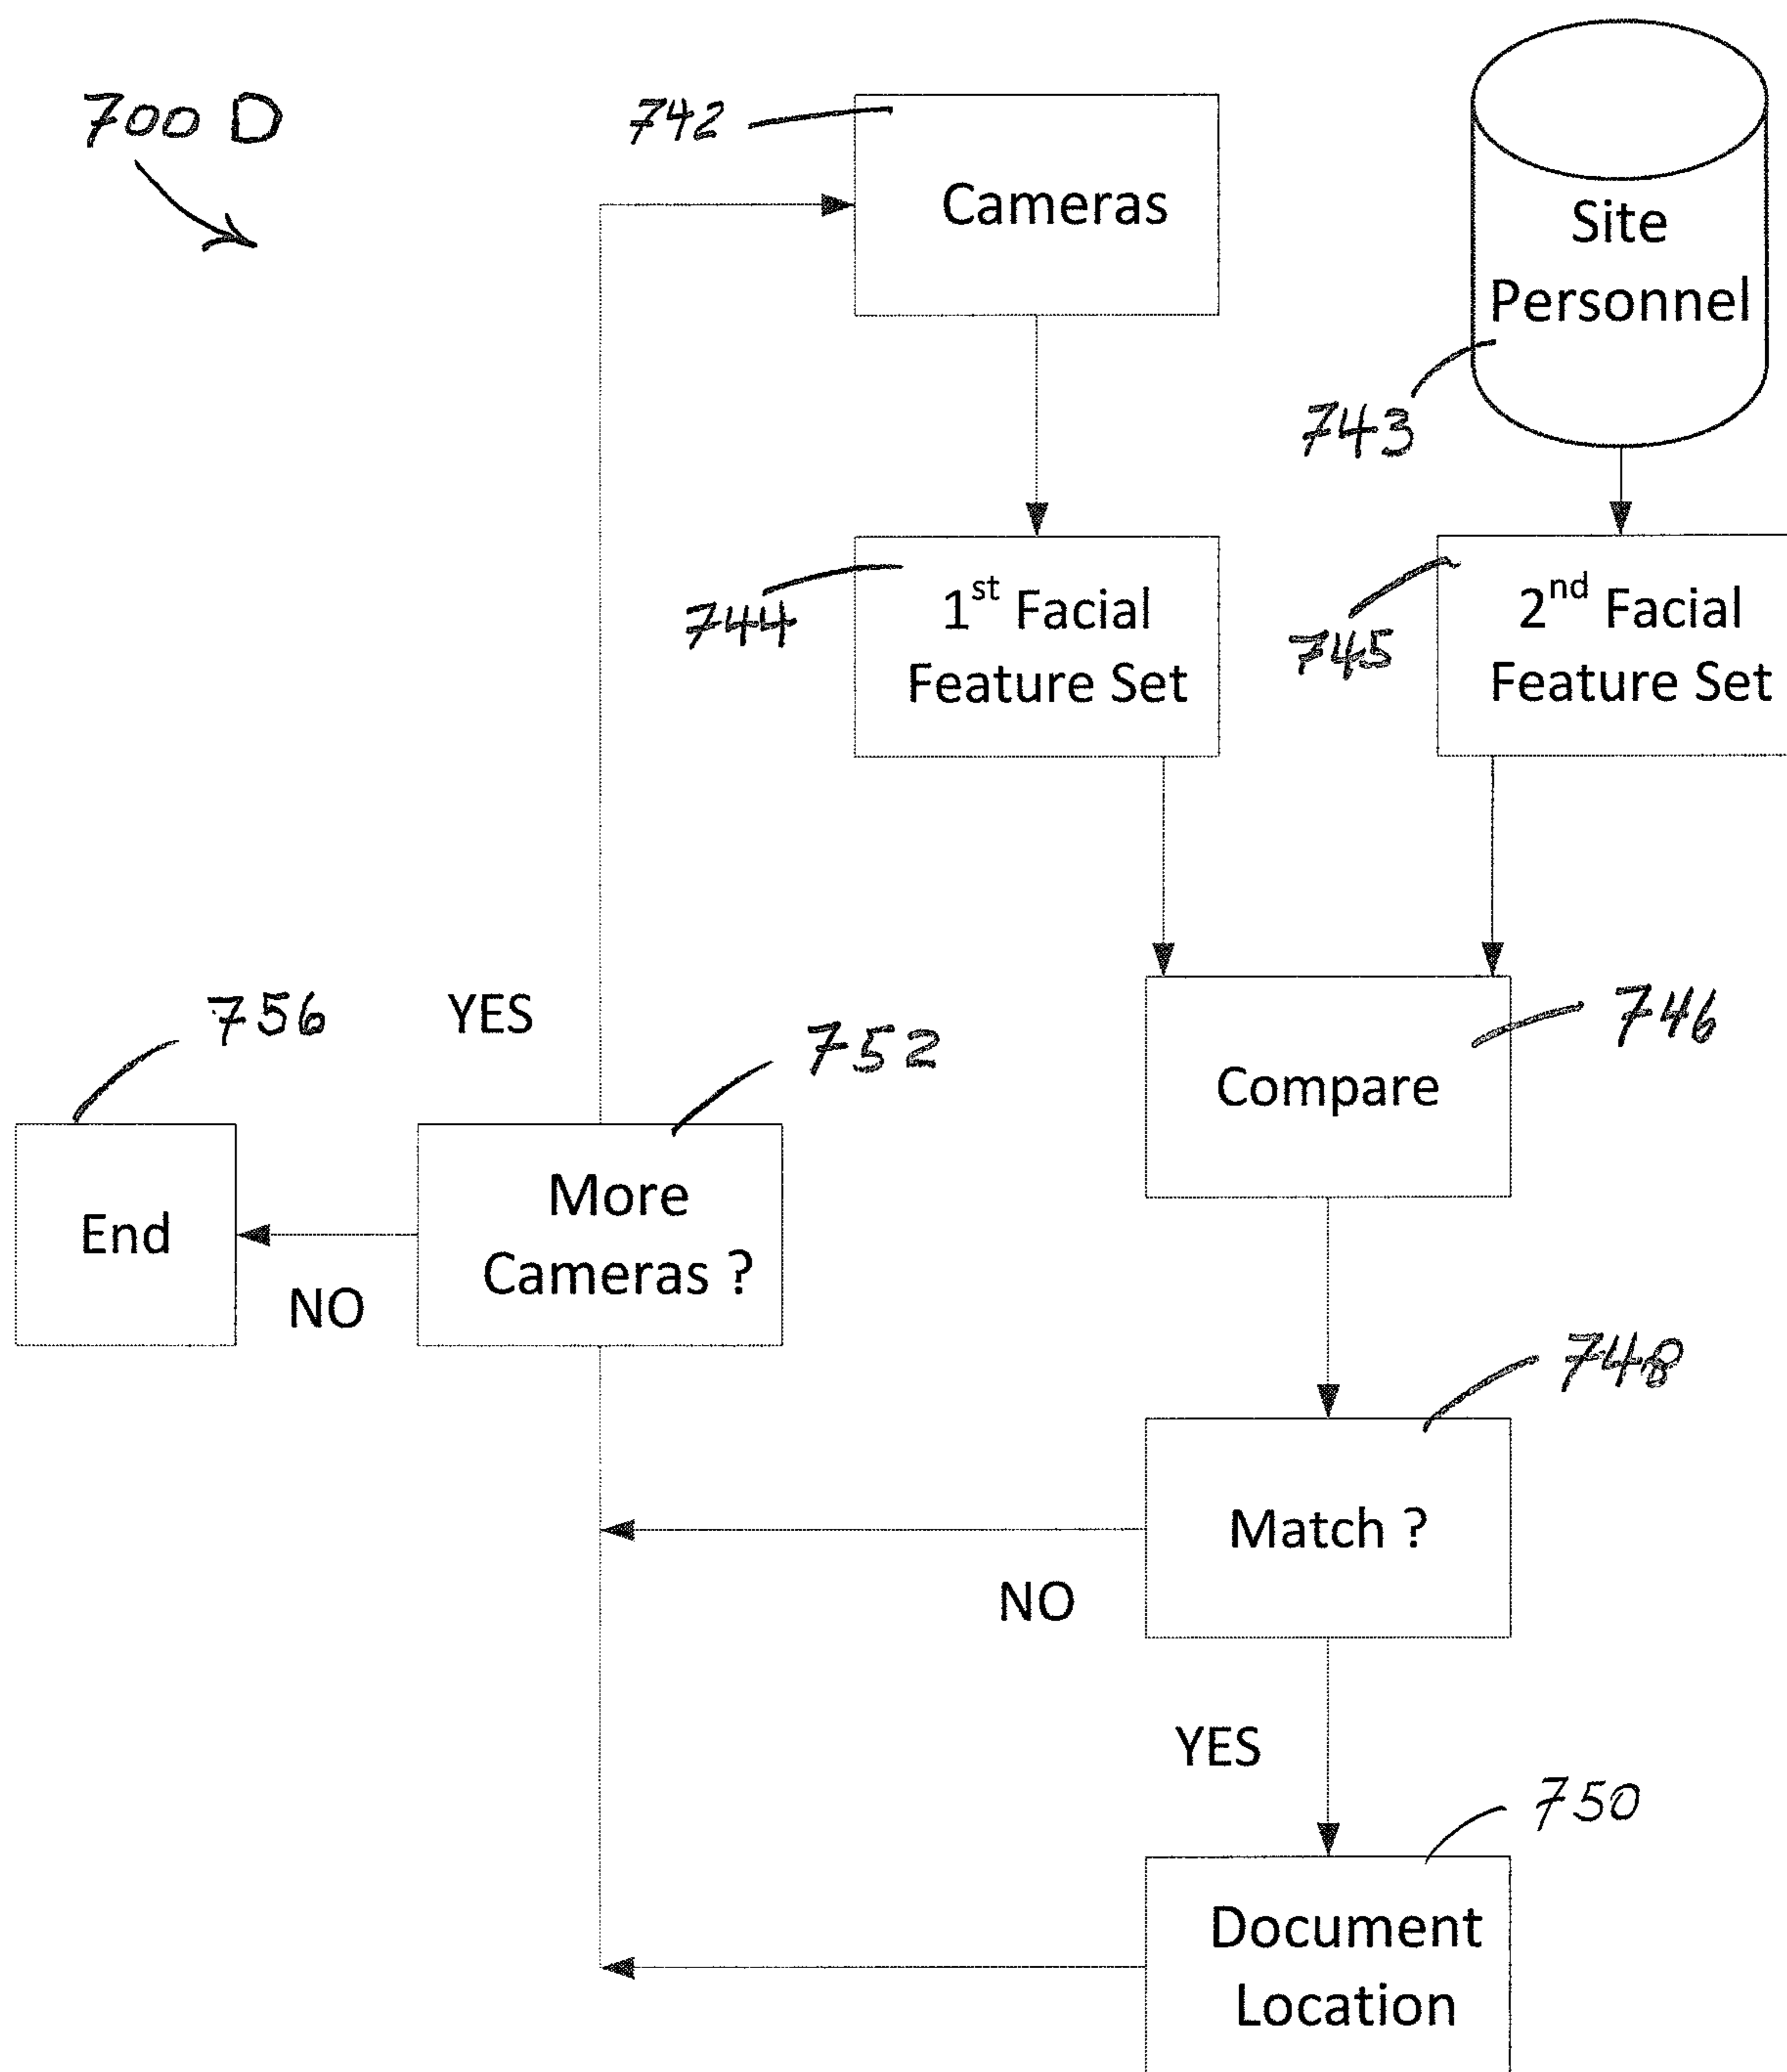 700 D
742
Cameras
Site
Personnel
743
744
1st Facial
Feature Set
745
2nd Facial
Feature Set
756
YES
752
746
Compare
End
NO
More
Cameras ?
748
Match ?
NO
YES
750
Document
Location